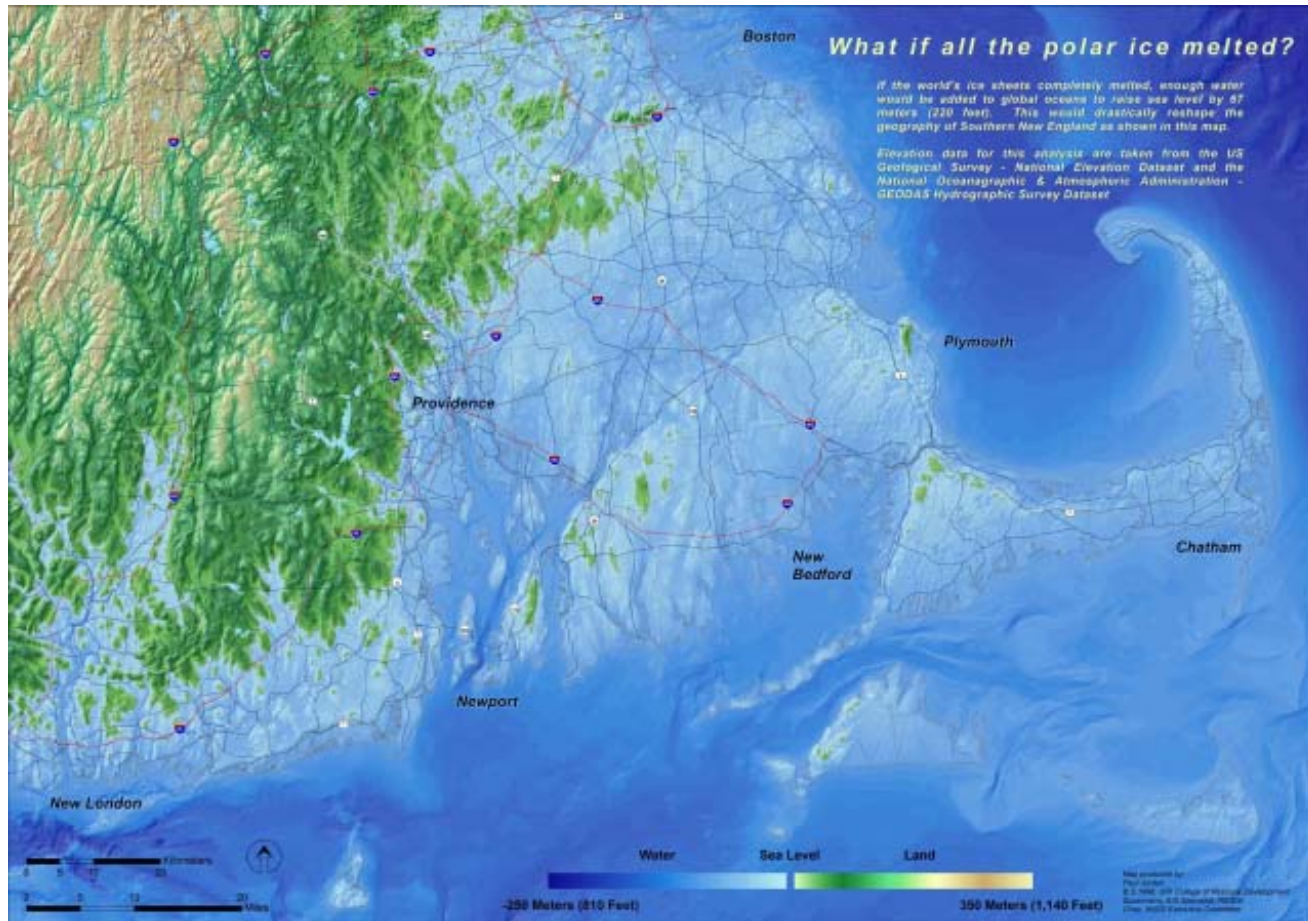 Boston
What if all the polar ice melted?
If the world's ice sheets completely melted, enough water
would be added to global oceans to raise sea level by 67
meters (220 feet). This would drastically reshape the
geography of Southern New England as shown in this map.
Elevation data for this analysis are taken from the US
Geological Survey - National Elevation Dataset and the
National Oceanagraphic & Atmospheric Administration -
GEODAS Hydrographic Survey Dataset
Plymouth
Providence
New
Bedford
Chatham
Newport
New London
Kilometers
Miles
Water
Sea Level
Land
-250 Meters (810 Feet)
350 Meters (1,140 Feet)
Map produced by: